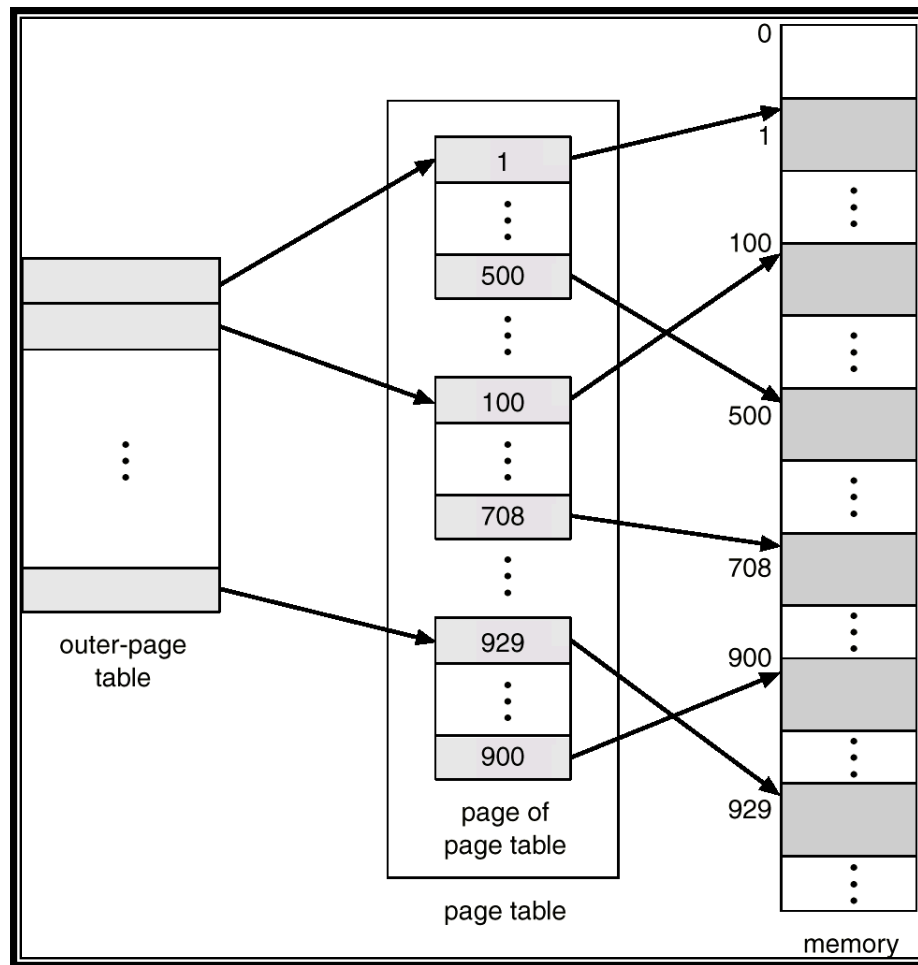 0
1
100
500
708
900
929
1
500
100
708
929
900
outer-page
table
page of
page table
page table
memory